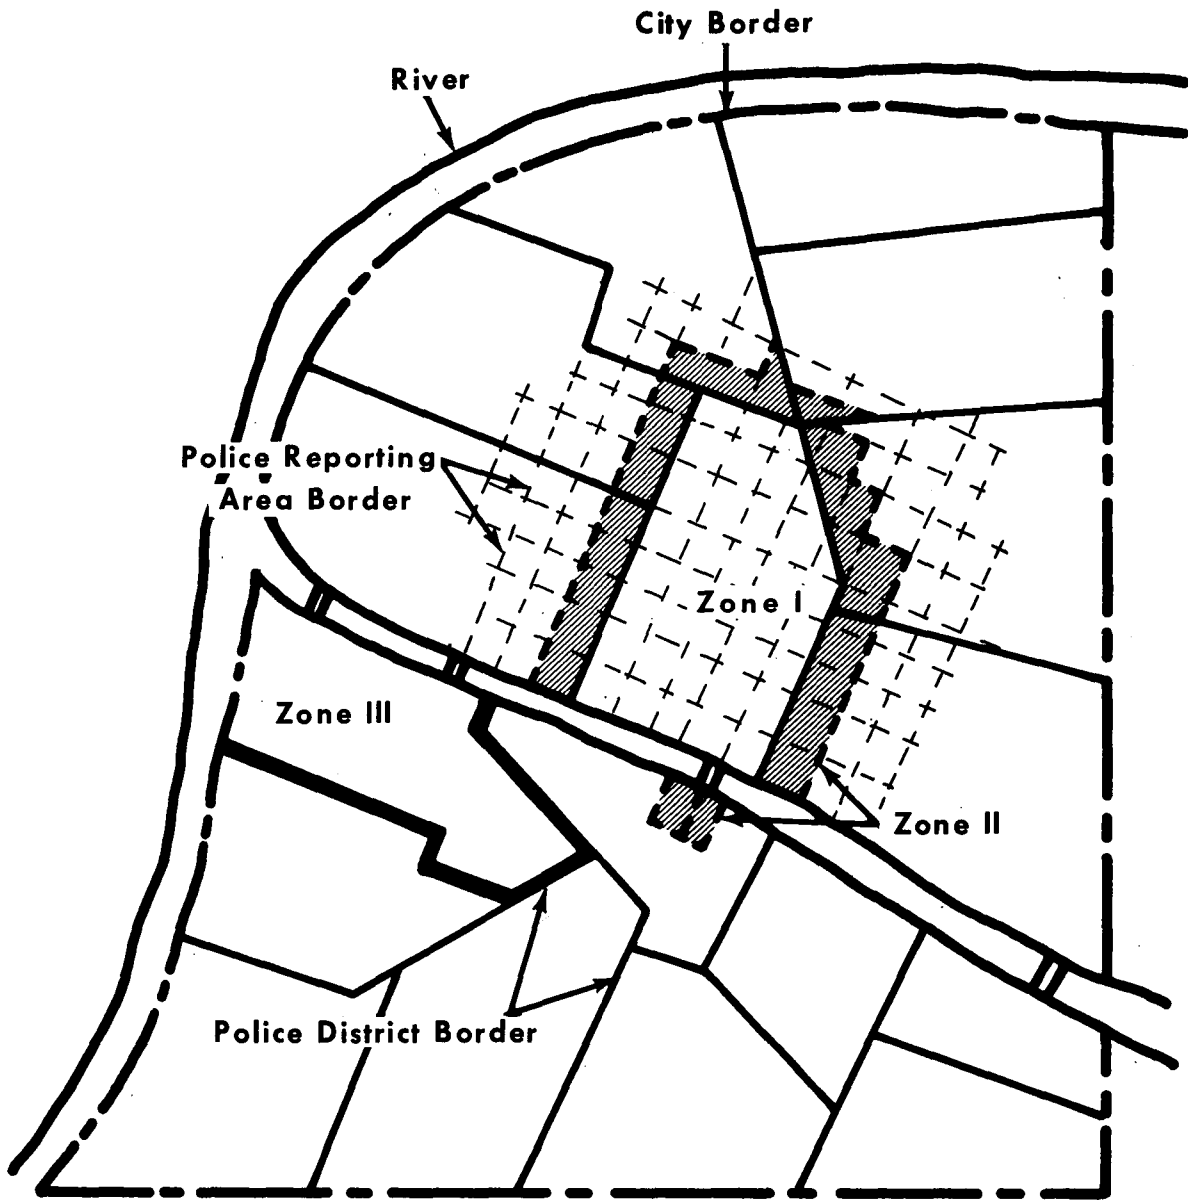 City Border
River
Police Reporting
Area Border
Zone I
Zone III
Zone II
Police District Border